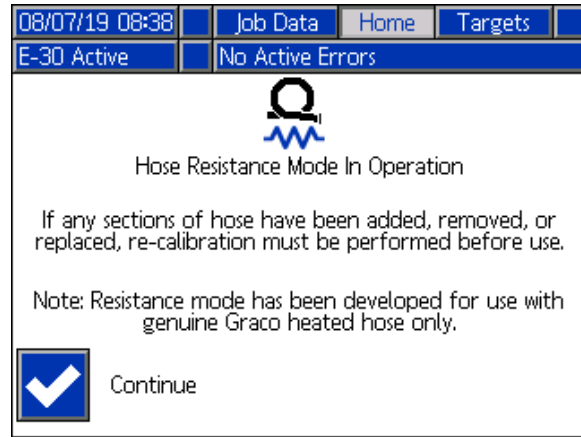 08/07/19 08:38 Job Data Home Targets
E-30 Active No Active Errors
Hose Resistance Mode In Operation
If any sections of hose have been added, removed, or
replaced, re-calibration must be performed before use.
Note: Resistance mode has been developed for use with
genuine Graco heated hose only.
Continue